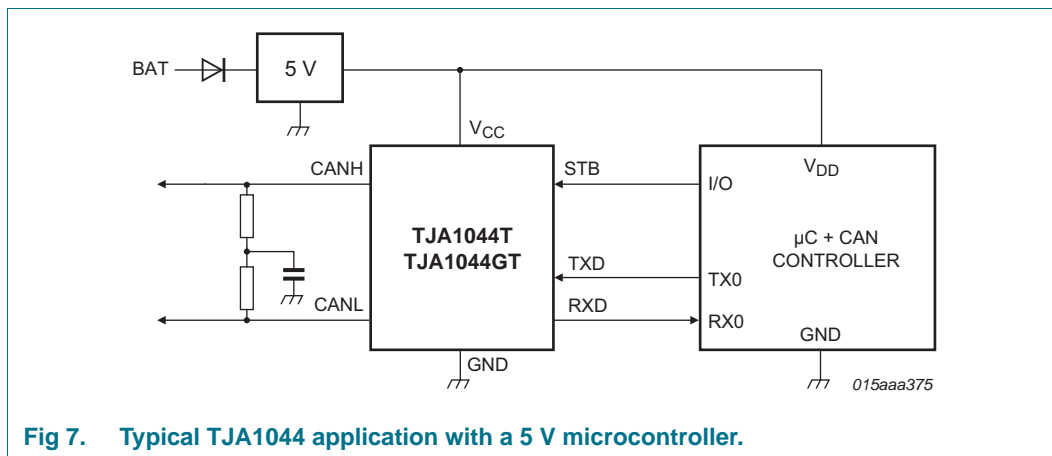 BAT
5 V
VCC
VDD
CANH
STB
I/O
TJA1044T
TJA1044GT
µC + CAN
CONTROLLER
TXD
TX0
CANL
RXD
RX0
GND
GND
015aaa375
Fig 7. Typical TJA1044 application with a 5 V microcontroller.